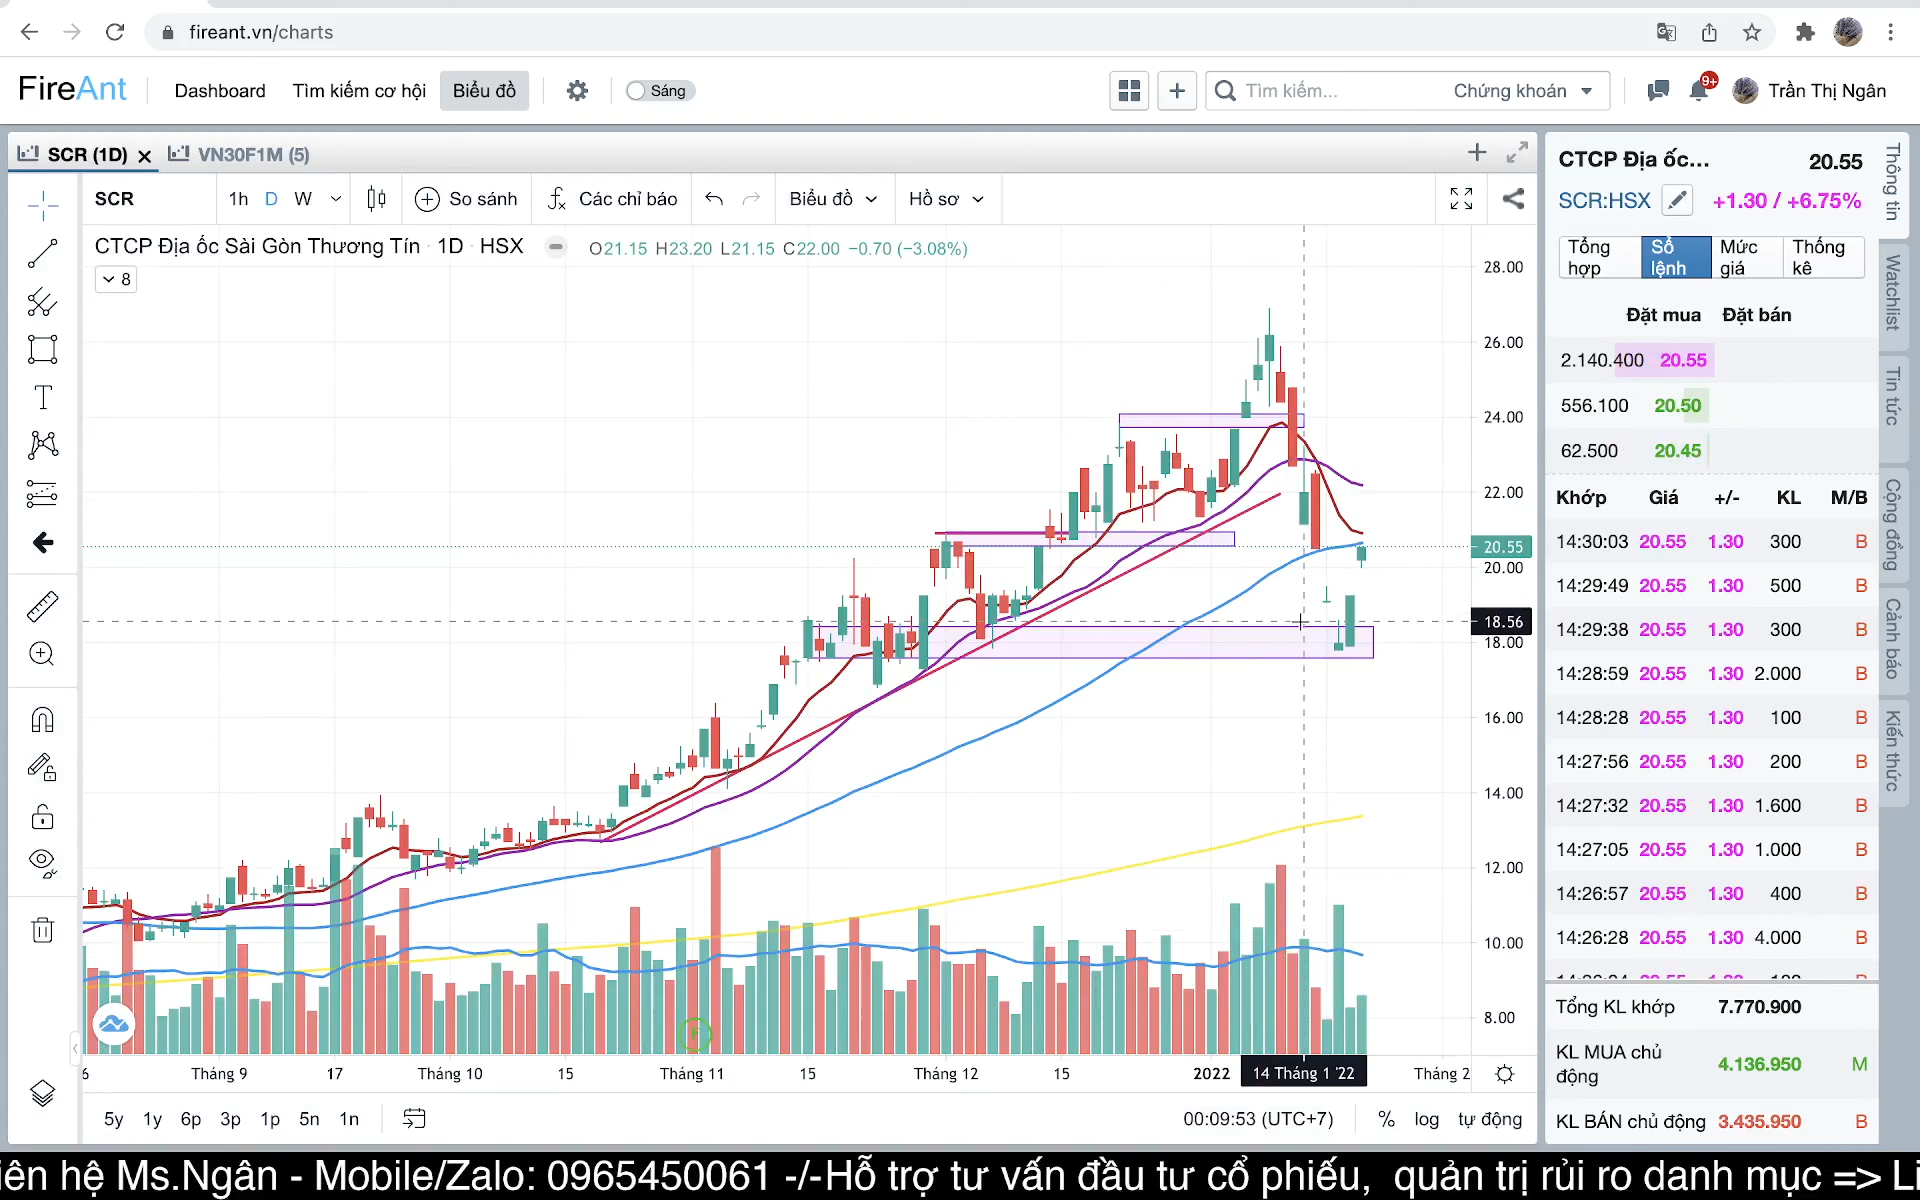 fireant.vn/charts
FireAnt
Dashboard
Tìm kiếm cơ hội
Biểu đồ
Sáng
Tìm kiếm...
Chứng khoán
9+
Trần Thị Ngân
SCR (1D)
VN30F1M (5)
SCR
1h D W
So sánh
Các chỉ báo
Biểu đồ
Hồ sơ
CTCP Địa ốc Sài Gòn Thương Tín · 1D · HSX
O21.15 H23.20 L21.15 C22.00 −0.70 (−3.08%)
8
28.00
26.00
24.00
22.00
20.55
20.00
18.56
18.00
16.00
14.00
12.00
10.00
8.00
F
6 Tháng 9 17 Tháng 10 15 Tháng 11 15 Tháng 12 15 2022 14 Tháng 1 '22 Tháng 2
5y 1y 6p 3p 1p 5n 1n
00:09:53 (UTC+7) % log tự động
CTCP Địa ốc... 20.55
SCR:HSX +1.30 / +6.75%
Tổng hợp
Sổ lệnh
Mức giá
Thống kê
Đặt mua Đặt bán
2.140.400 20.55
556.100 20.50
62.500 20.45
Khớp Giá +/- KL M/B
14:30:03 20.55 1.30 300 B
14:29:49 20.55 1.30 500 B
14:29:38 20.55 1.30 300 B
14:28:59 20.55 1.30 2.000 B
14:28:28 20.55 1.30 100 B
14:27:56 20.55 1.30 200 B
14:27:32 20.55 1.30 1.600 B
14:27:05 20.55 1.30 1.000 B
14:26:57 20.55 1.30 400 B
14:26:28 20.55 1.30 4.000 B
Tổng KL khớp 7.770.900
KL MUA chủ động 4.136.950 M
KL BÁN chủ động 3.435.950 B
Thông tin
Watchlist
Tin tức
Cộng đồng
Cảnh báo
Kiến thức
iên hệ Ms.Ngân - Mobile/Zalo: 0965450061 -/-Hỗ trợ tư vấn đầu tư cổ phiếu, quản trị rủi ro danh mục => Li